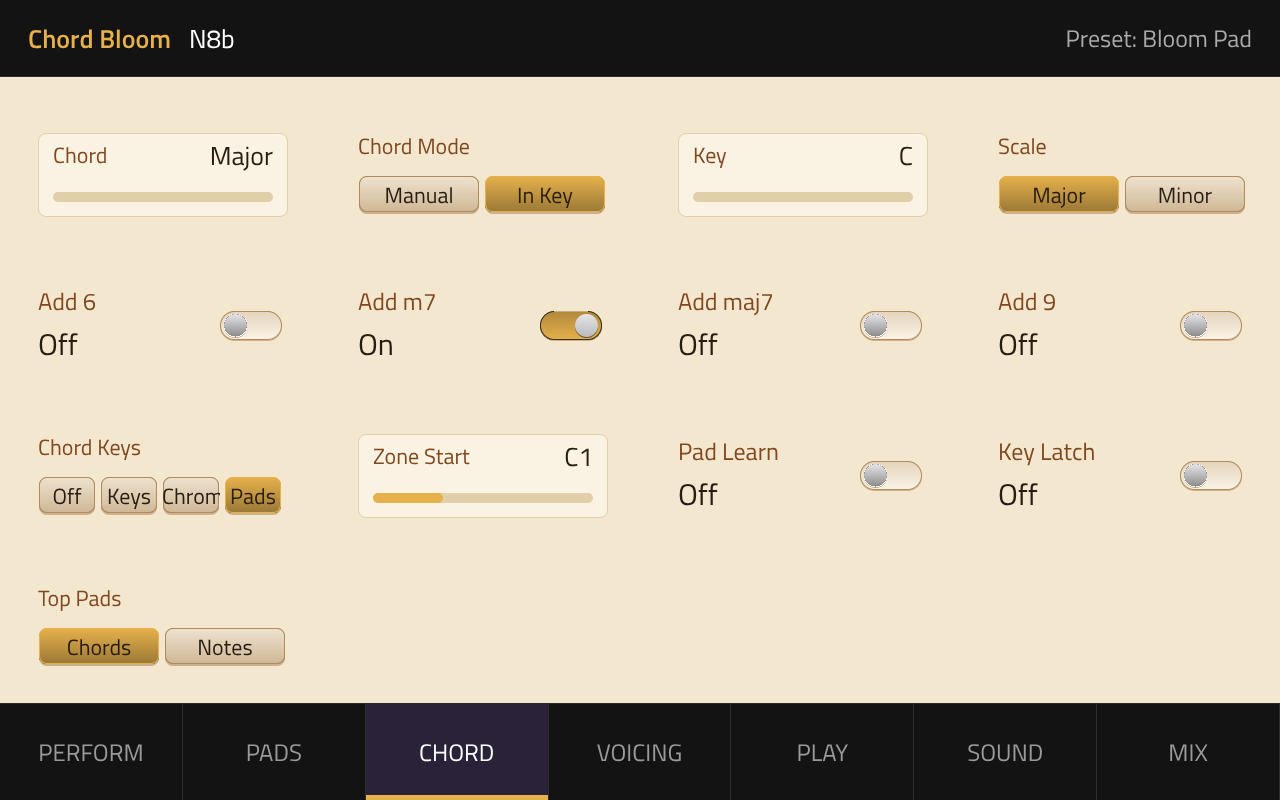 Chord Bloom N8b
Preset: Bloom Pad
Chord Major
Chord Mode
Manual In Key
Key C
Scale
Major Minor
Add 6
Off
Add m7
On
Add maj7
Off
Add 9
Off
Chord Keys
Off Keys Chrom Pads
Zone Start C1
Pad Learn
Off
Key Latch
Off
Top Pads
Chords Notes
PERFORM PADS CHORD VOICING PLAY SOUND MIX